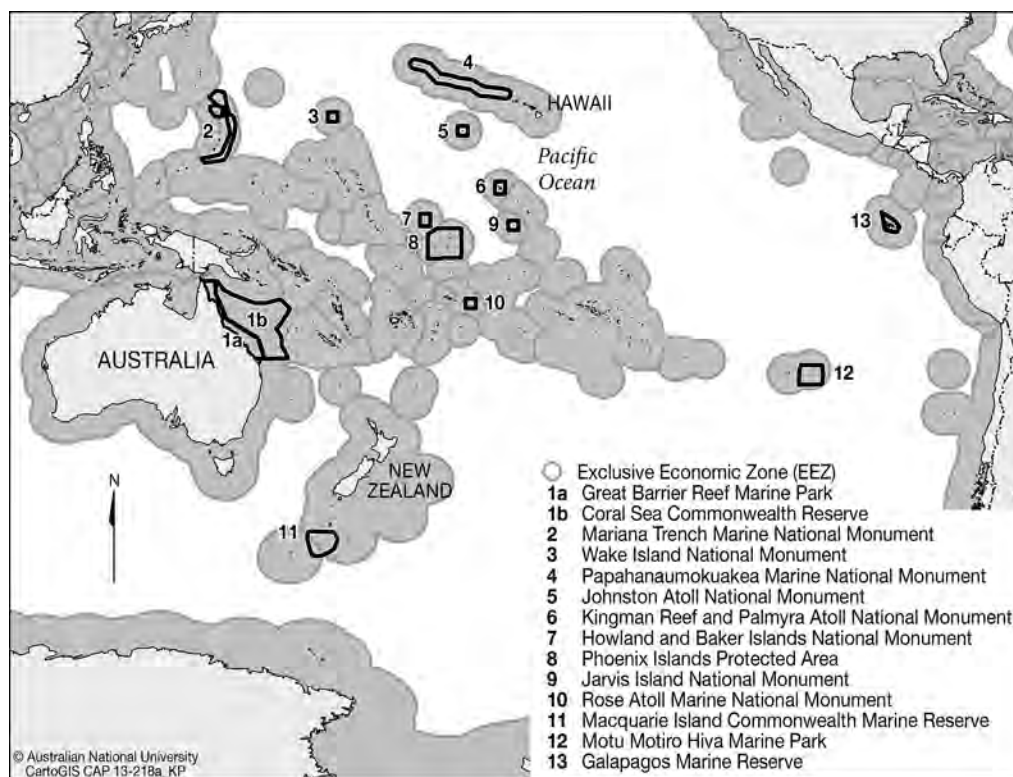 4
HAWAII
3
5
2
Pacific
Ocean
6
7
9
8
13
10
1b
1a
AUSTRALIA
12
N
NEW
ZEALAND
11
Exclusive Economic Zone (EEZ)
1a Great Barrier Reef Marine Park
1b Coral Sea Commonwealth Reserve
2 Mariana Trench Marine National Monument
3 Wake Island National Monument
4 Papahanaumokuakea Marine National Monument
5 Johnston Atoll National Monument
6 Kingman Reef and Palmyra Atoll National Monument
7 Howland and Baker Islands National Monument
8 Phoenix Islands Protected Area
9 Jarvis Island National Monument
10 Rose Atoll Marine National Monument
11 Macquarie Island Commonwealth Marine Reserve
12 Motu Motiro Hiva Marine Park
13 Galapagos Marine Reserve
© Australian National University
CartoGIS CAP 13-218a_KP